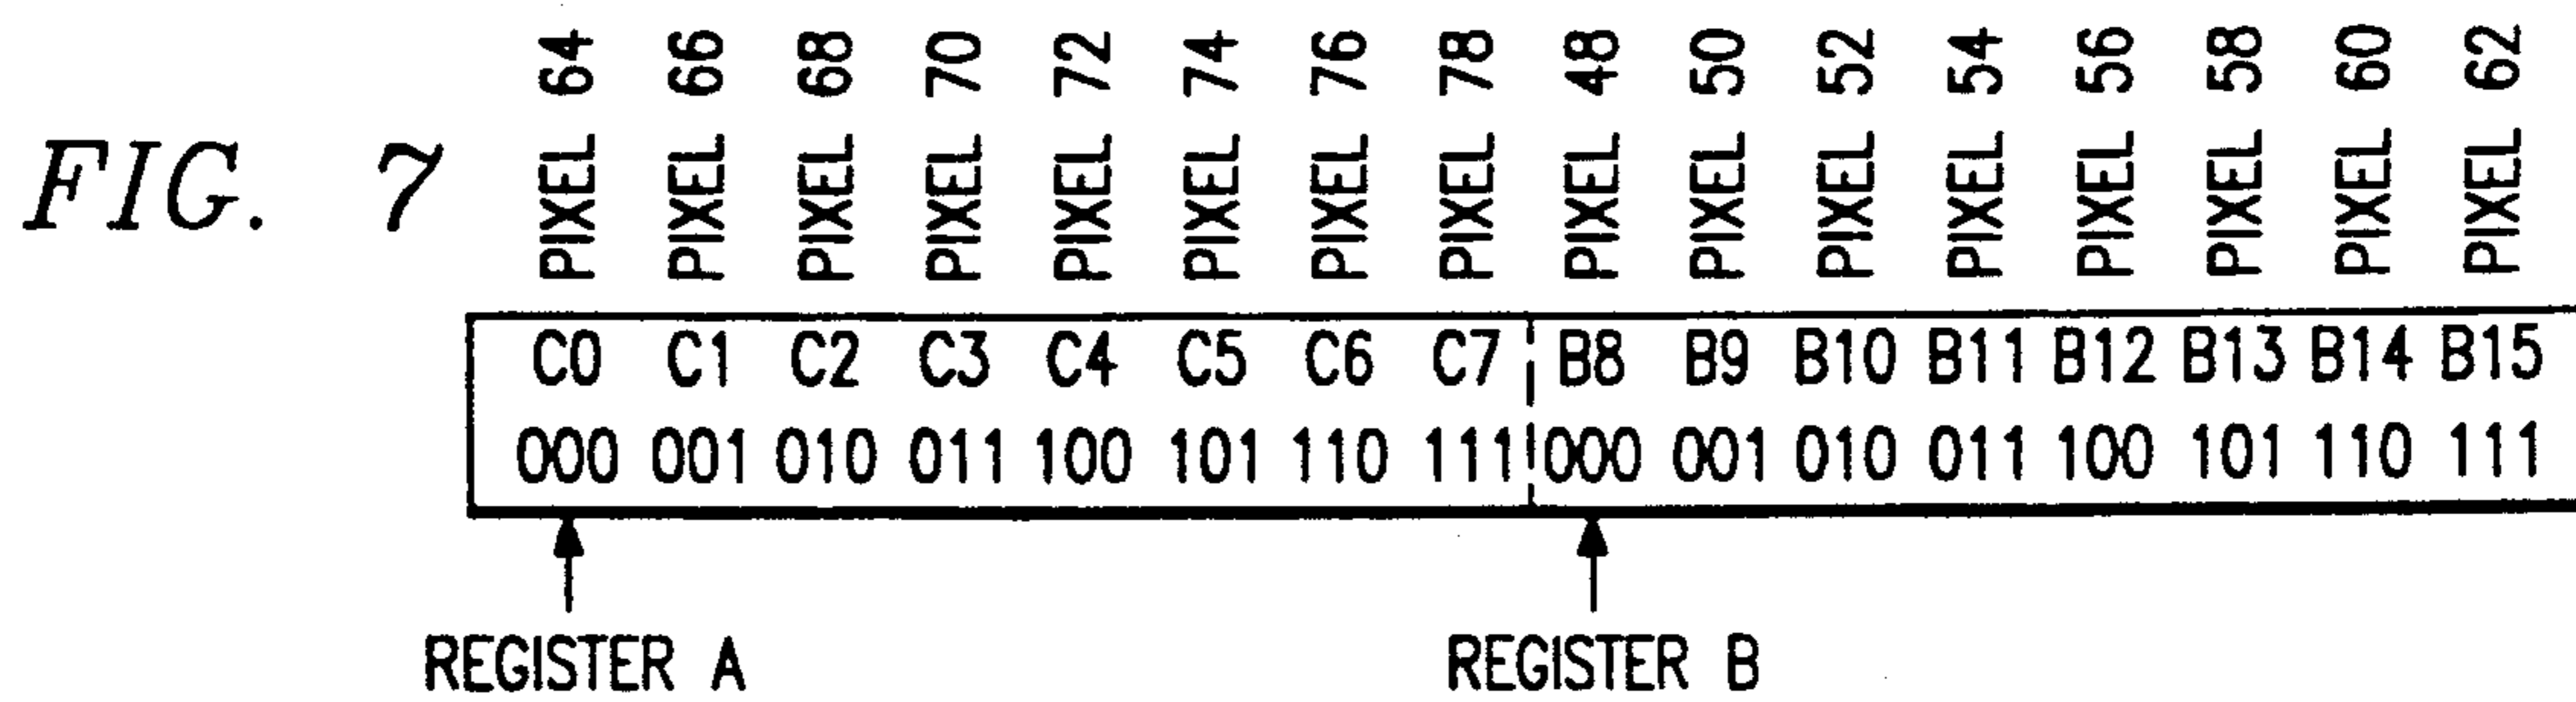 FIG. 7
PIXEL 64
PIXEL 66
PIXEL 68
PIXEL 70
PIXEL 72
PIXEL 74
PIXEL 76
PIXEL 78
PIXEL 48
PIXEL 50
PIXEL 52
PIXEL 54
PIXEL 56
PIXEL 58
PIXEL 60
PIXEL 62
C0 C1 C2 C3 C4 C5 C6 C7 B8 B9 B10 B11 B12 B13 B14 B15
000 001 010 011 100 101 110 111 000 001 010 011 100 101 110 111
REGISTER A REGISTER B